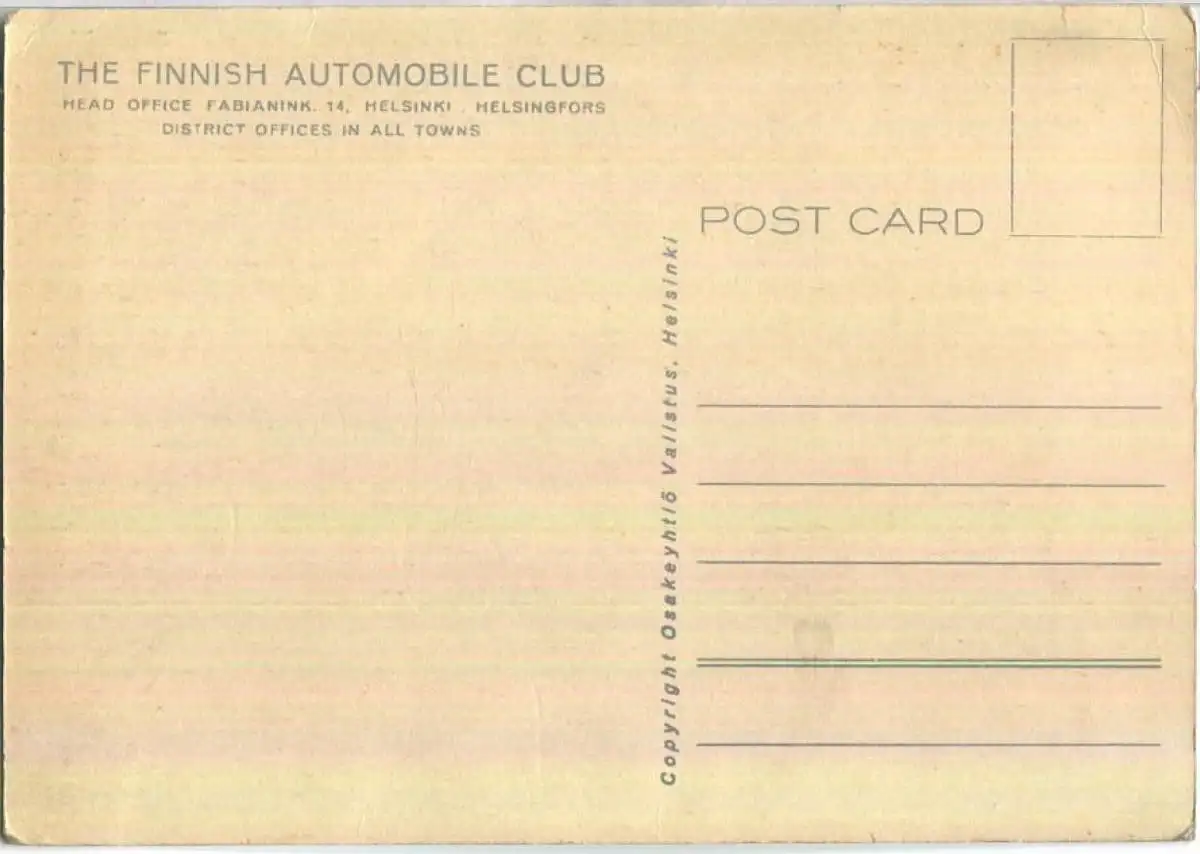 THE FINNISH AUTOMOBILE CLUB
HEAD OFFICE FABIANINK. 14, HELSINKI . HELSINGFORS
DISTRICT OFFICES IN ALL TOWNS
POST CARD
Copyright Osakeyhtiö Valistus, Helsinki